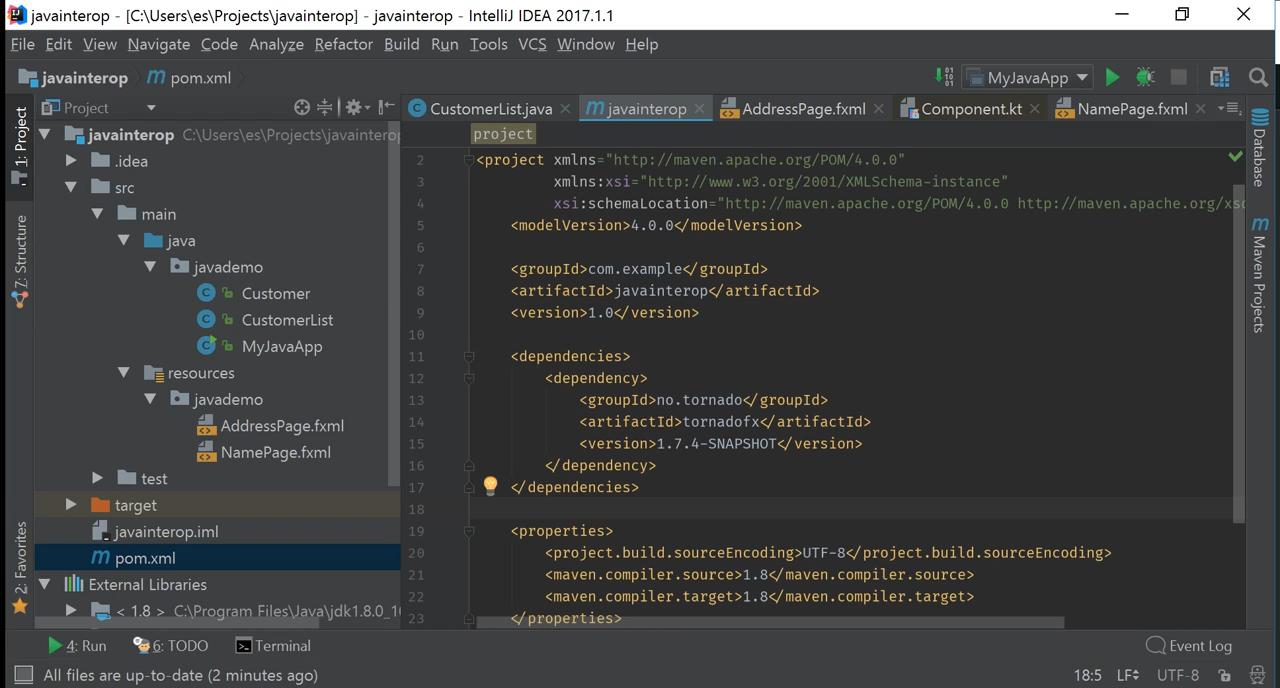 javainterop - [C:\Users\es\Projects\javainterop] - javainterop - IntelliJ IDEA 2017.1.1
File Edit View Navigate Code Analyze Refactor Build Run Tools VCS Window Help
javainterop pom.xml MyJavaApp
Project
CustomerList.java javainterop AddressPage.fxml Component.kt NamePage.fxml
1: Project
Z: Structure
2: Favorites
javainterop C:\Users\es\Projects\javainterop
.idea
src
main
java
javademo
Customer
CustomerList
MyJavaApp
resources
javademo
AddressPage.fxml
NamePage.fxml
test
target
javainterop.iml
pom.xml
External Libraries
< 1.8 > C:\Program Files\Java\jdk1.8.0_1
project
2 <project xmlns="http://maven.apache.org/POM/4.0.0"
3 xmlns:xsi="http://www.w3.org/2001/XMLSchema-instance"
4 xsi:schemaLocation="http://maven.apache.org/POM/4.0.0 http://maven.apache.org/xsd
5 <modelVersion>4.0.0</modelVersion>
6
7 <groupId>com.example</groupId>
8 <artifactId>javainterop</artifactId>
9 <version>1.0</version>
10
11 <dependencies>
12 <dependency>
13 <groupId>no.tornado</groupId>
14 <artifactId>tornadofx</artifactId>
15 <version>1.7.4-SNAPSHOT</version>
16 </dependency>
17 </dependencies>
18
19 <properties>
20 <project.build.sourceEncoding>UTF-8</project.build.sourceEncoding>
21 <maven.compiler.source>1.8</maven.compiler.source>
22 <maven.compiler.target>1.8</maven.compiler.target>
23 </properties>
Database
Maven Projects
4: Run 6: TODO Terminal Event Log
All files are up-to-date (2 minutes ago) 18:5 LF UTF-8